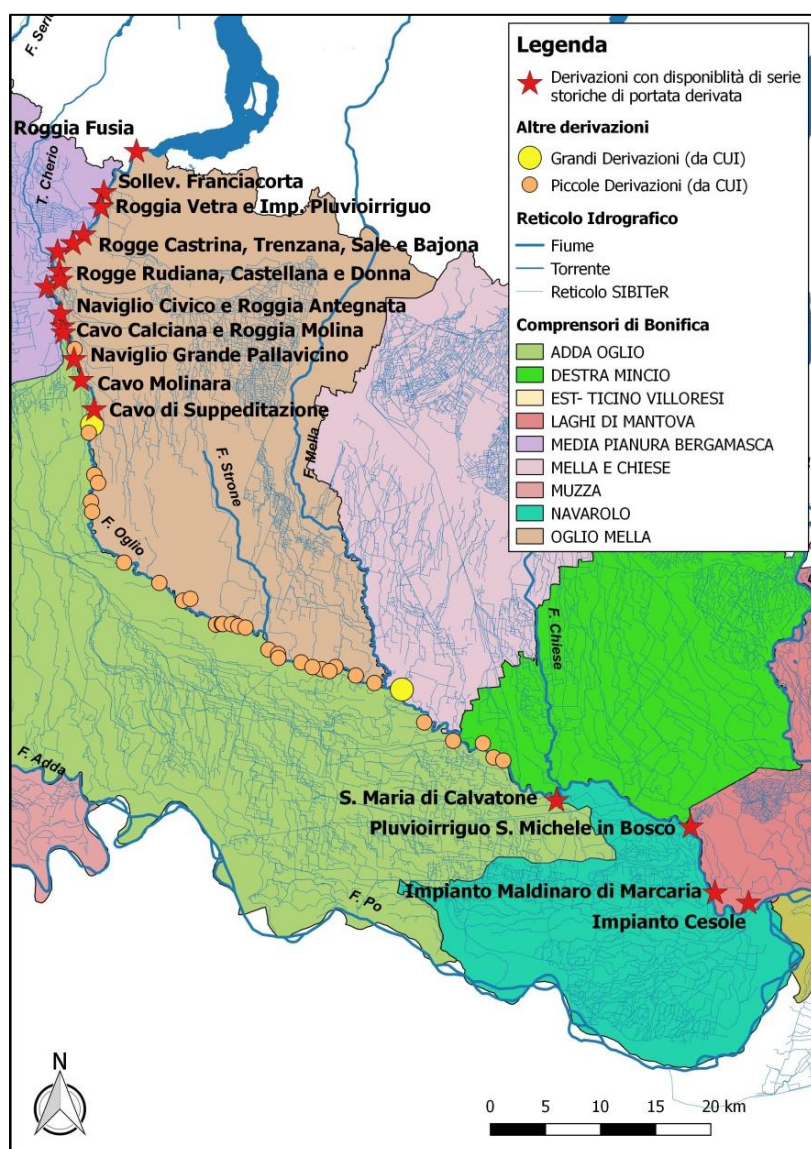 F. Serio
Roggia Fusia
T. Cherio
Sollev. Franciacorta
Roggia Vetra e Imp. Pluvioirriguo
Rogge Castrina, Trenzana, Sale e Bajona
Rogge Rudiana, Castellana e Donna
Naviglio Civico e Roggia Antegnata
Cavo Calciana e Roggia Molina
Naviglio Grande Pallavicino
Cavo Molinara
Cavo di Suppeditazione
F. Mella
F. Strone
F. Oglio
F. Chiese
F. Adda
S. Maria di Calvatone
Pluvioirriguo S. Michele in Bosco
Impianto Maldinaro di Marcaria
F. Po
Impianto Cesole
Legenda
Derivazioni con disponiblità di serie
storiche di portata derivata
Altre derivazioni
Grandi Derivazioni (da CUI)
Piccole Derivazioni (da CUI)
Reticolo Idrografico
Fiume
Torrente
Reticolo SIBITeR
Comprensori di Bonifica
ADDA OGLIO
DESTRA MINCIO
EST- TICINO VILLORESI
LAGHI DI MANTOVA
MEDIA PIANURA BERGAMASCA
MELLA E CHIESE
MUZZA
NAVAROLO
OGLIO MELLA
N
0 5 10 15 20 km